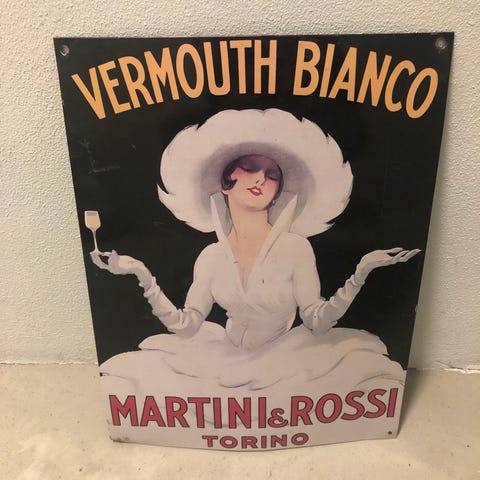 VERMOUTH BIANCO
MARTINI & ROSSI
TORINO